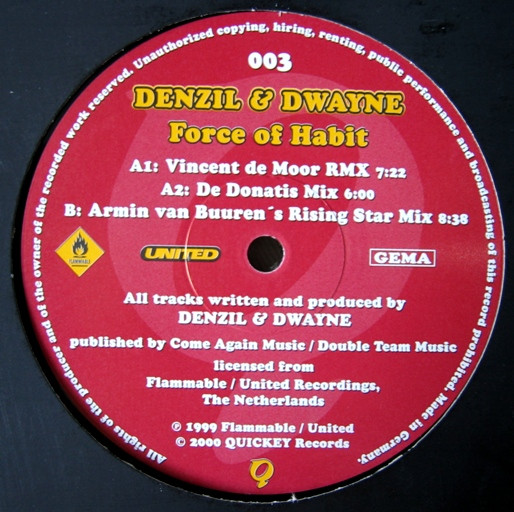 All rights of the producer and of the owner of the recorded work reserved. Unauthorized copying, hiring, renting, public performance and broadcasting of this record prohibited. Made in Germany.
003
DENZIL & DWAYNE
Force of Habit
A1: Vincent de Moor RMX 7:22
A2: De Donatis Mix 6:00
B: Armin van Buuren´s Rising Star Mix 8:38
FLAMMABLE
UNITED
GEMA
All tracks written and produced by
DENZIL & DWAYNE
published by Come Again Music / Double Team Music
licensed from
Flammable / United Recordings,
The Netherlands
℗ 1999 Flammable / United
© 2000 QUICKEY Records
Q